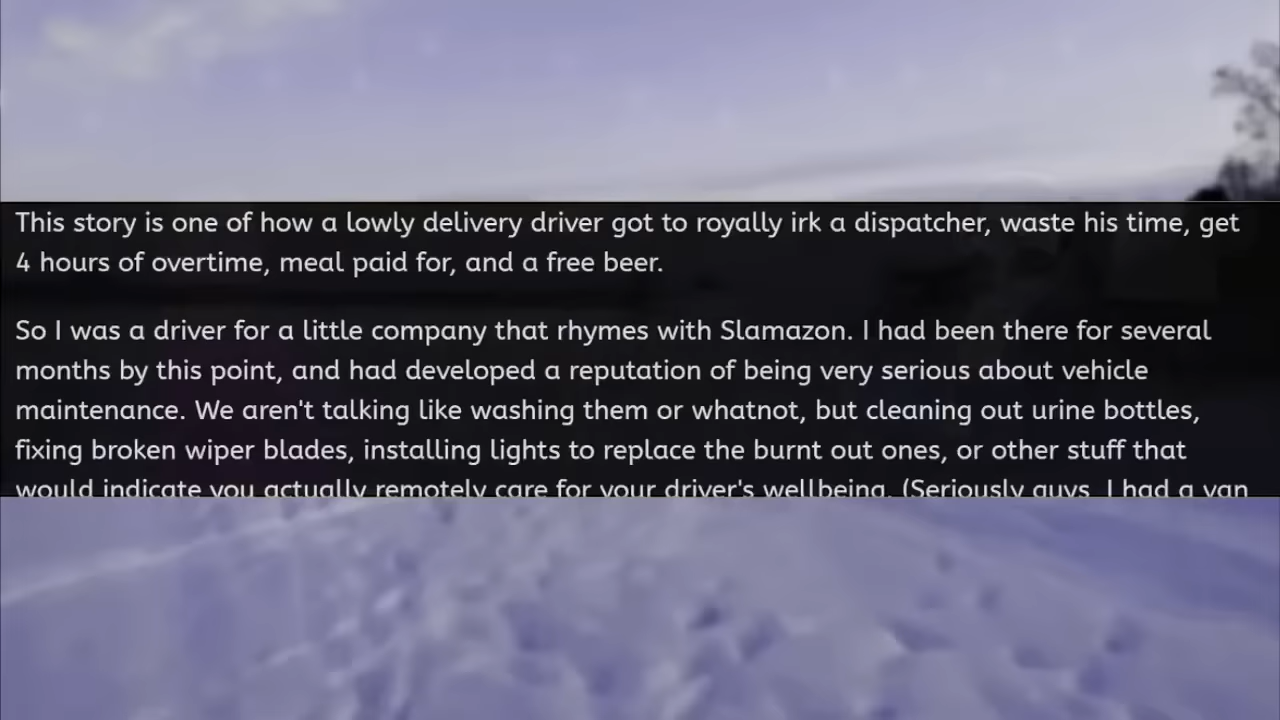 This story is one of how a lowly delivery driver got to royally irk a dispatcher, waste his time, get
4 hours of overtime, meal paid for, and a free beer.
So I was a driver for a little company that rhymes with Slamazon. I had been there for several
months by this point, and had developed a reputation of being very serious about vehicle
maintenance. We aren't talking like washing them or whatnot, but cleaning out urine bottles,
fixing broken wiper blades, installing lights to replace the burnt out ones, or other stuff that
would indicate you actually remotely care for your driver's wellbeing. (Seriously guys, I had a van